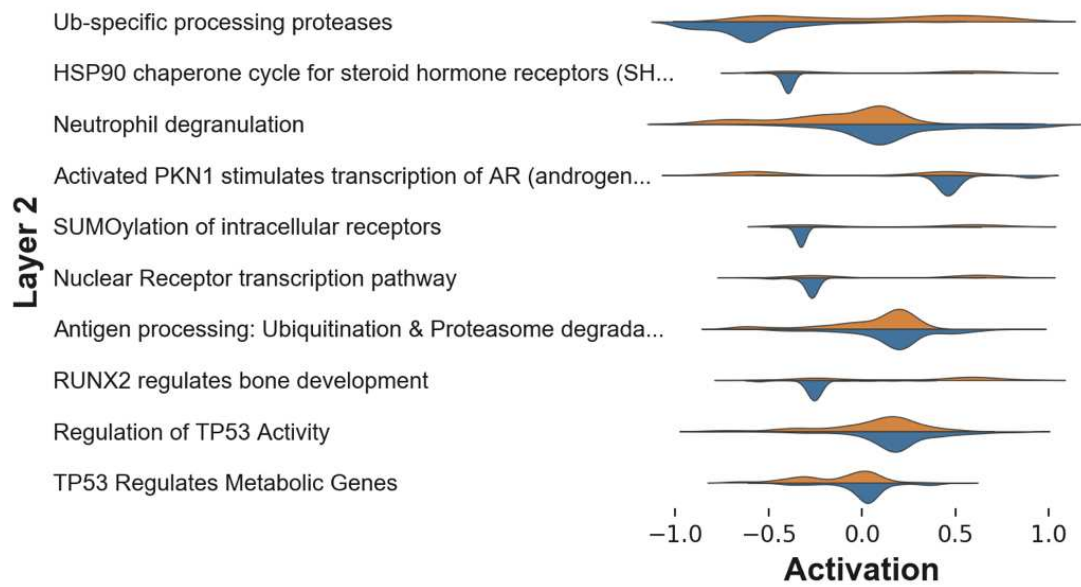 Ub-specific processing proteases
HSP90 chaperone cycle for steroid hormone receptors (SH...
Neutrophil degranulation
Activated PKN1 stimulates transcription of AR (androgen...
SUMOylation of intracellular receptors
Nuclear Receptor transcription pathway
Antigen processing: Ubiquitination & Proteasome degrada...
RUNX2 regulates bone development
Regulation of TP53 Activity
TP53 Regulates Metabolic Genes
Layer 2
−1.0 −0.5 0.0 0.5 1.0
Activation